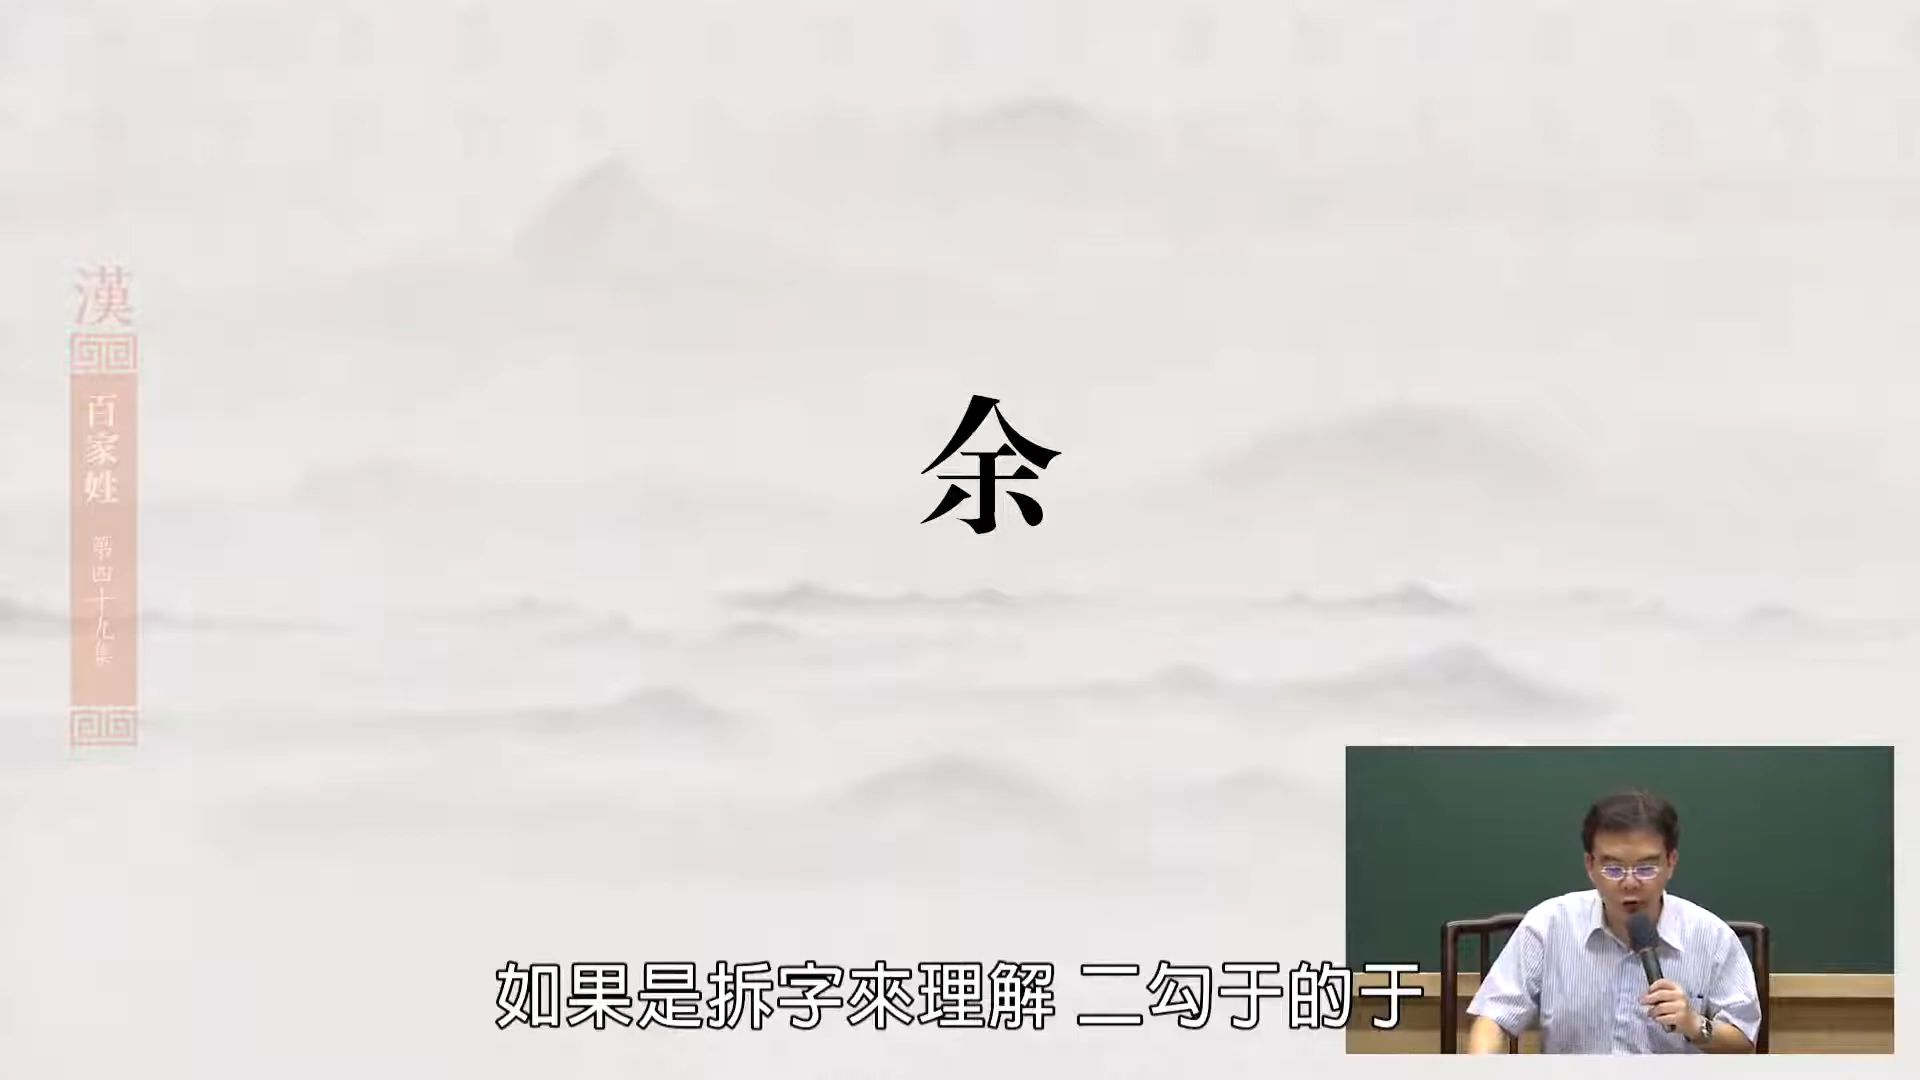 漢
百家姓
第四十九集
余
如果是拆字來理解 二勾于的于